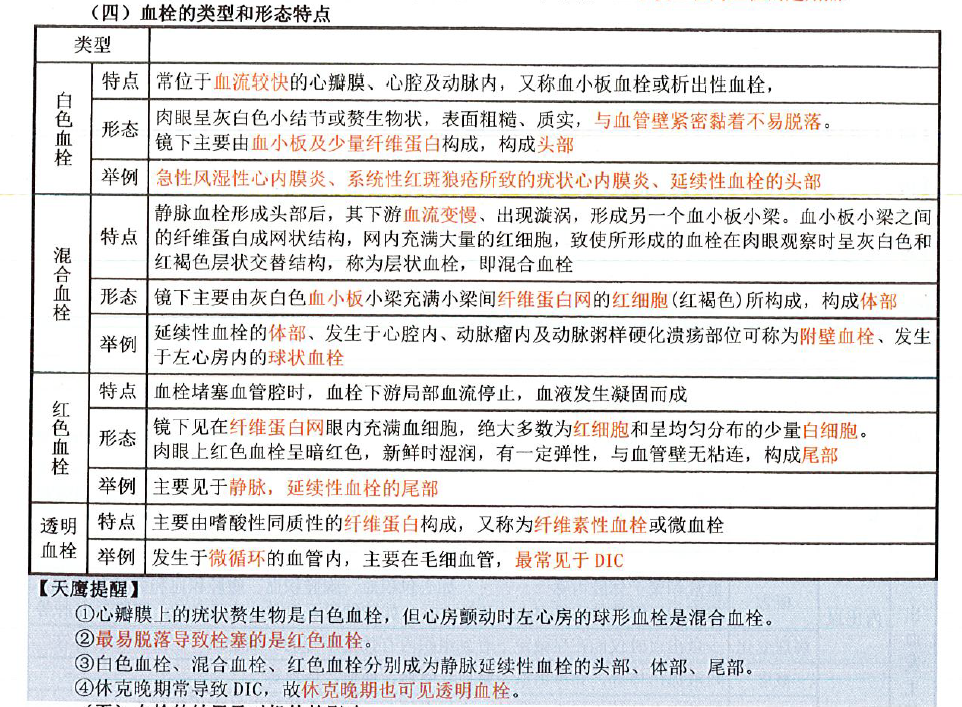 （四）血栓的类型和形态特点
类型
白色血栓
特点
常位于血流较快的心瓣膜、心腔及动脉内，又称血小板血栓或析出性血栓，
形态
肉眼呈灰白色小结节或赘生物状，表面粗糙、质实，与血管壁紧密黏着不易脱落。
镜下主要由血小板及少量纤维蛋白构成，构成头部
举例
急性风湿性心内膜炎、系统性红斑狼疮所致的疣状心内膜炎、延续性血栓的头部
混合血栓
特点
静脉血栓形成头部后，其下游血流变慢、出现漩涡，形成另一个血小板小梁。血小板小梁之间
的纤维蛋白成网状结构，网内充满大量的红细胞，致使所形成的血栓在肉眼观察时呈灰白色和
红褐色层状交替结构，称为层状血栓，即混合血栓
形态
镜下主要由灰白色血小板小梁充满小梁间纤维蛋白网的红细胞(红褐色)所构成，构成体部
举例
延续性血栓的体部、发生于心腔内、动脉瘤内及动脉粥样硬化溃疡部位可称为附壁血栓、发生
于左心房内的球状血栓
红色血栓
特点
血栓堵塞血管腔时，血栓下游局部血流停止，血液发生凝固而成
形态
镜下见在纤维蛋白网眼内充满血细胞，绝大多数为红细胞和呈均匀分布的少量白细胞。
肉眼上红色血栓呈暗红色，新鲜时湿润，有一定弹性，与血管壁无粘连，构成尾部
举例
主要见于静脉，延续性血栓的尾部
透明
血栓
特点
主要由嗜酸性同质性的纤维蛋白构成，又称为纤维素性血栓或微血栓
举例
发生于微循环的血管内，主要在毛细血管，最常见于 DIC
【天鹰提醒】
①心瓣膜上的疣状赘生物是白色血栓，但心房颤动时左心房的球形血栓是混合血栓。
②最易脱落导致栓塞的是红色血栓。
③白色血栓、混合血栓、红色血栓分别成为静脉延续性血栓的头部、体部、尾部。
④休克晚期常导致 DIC，故休克晚期也可见透明血栓。